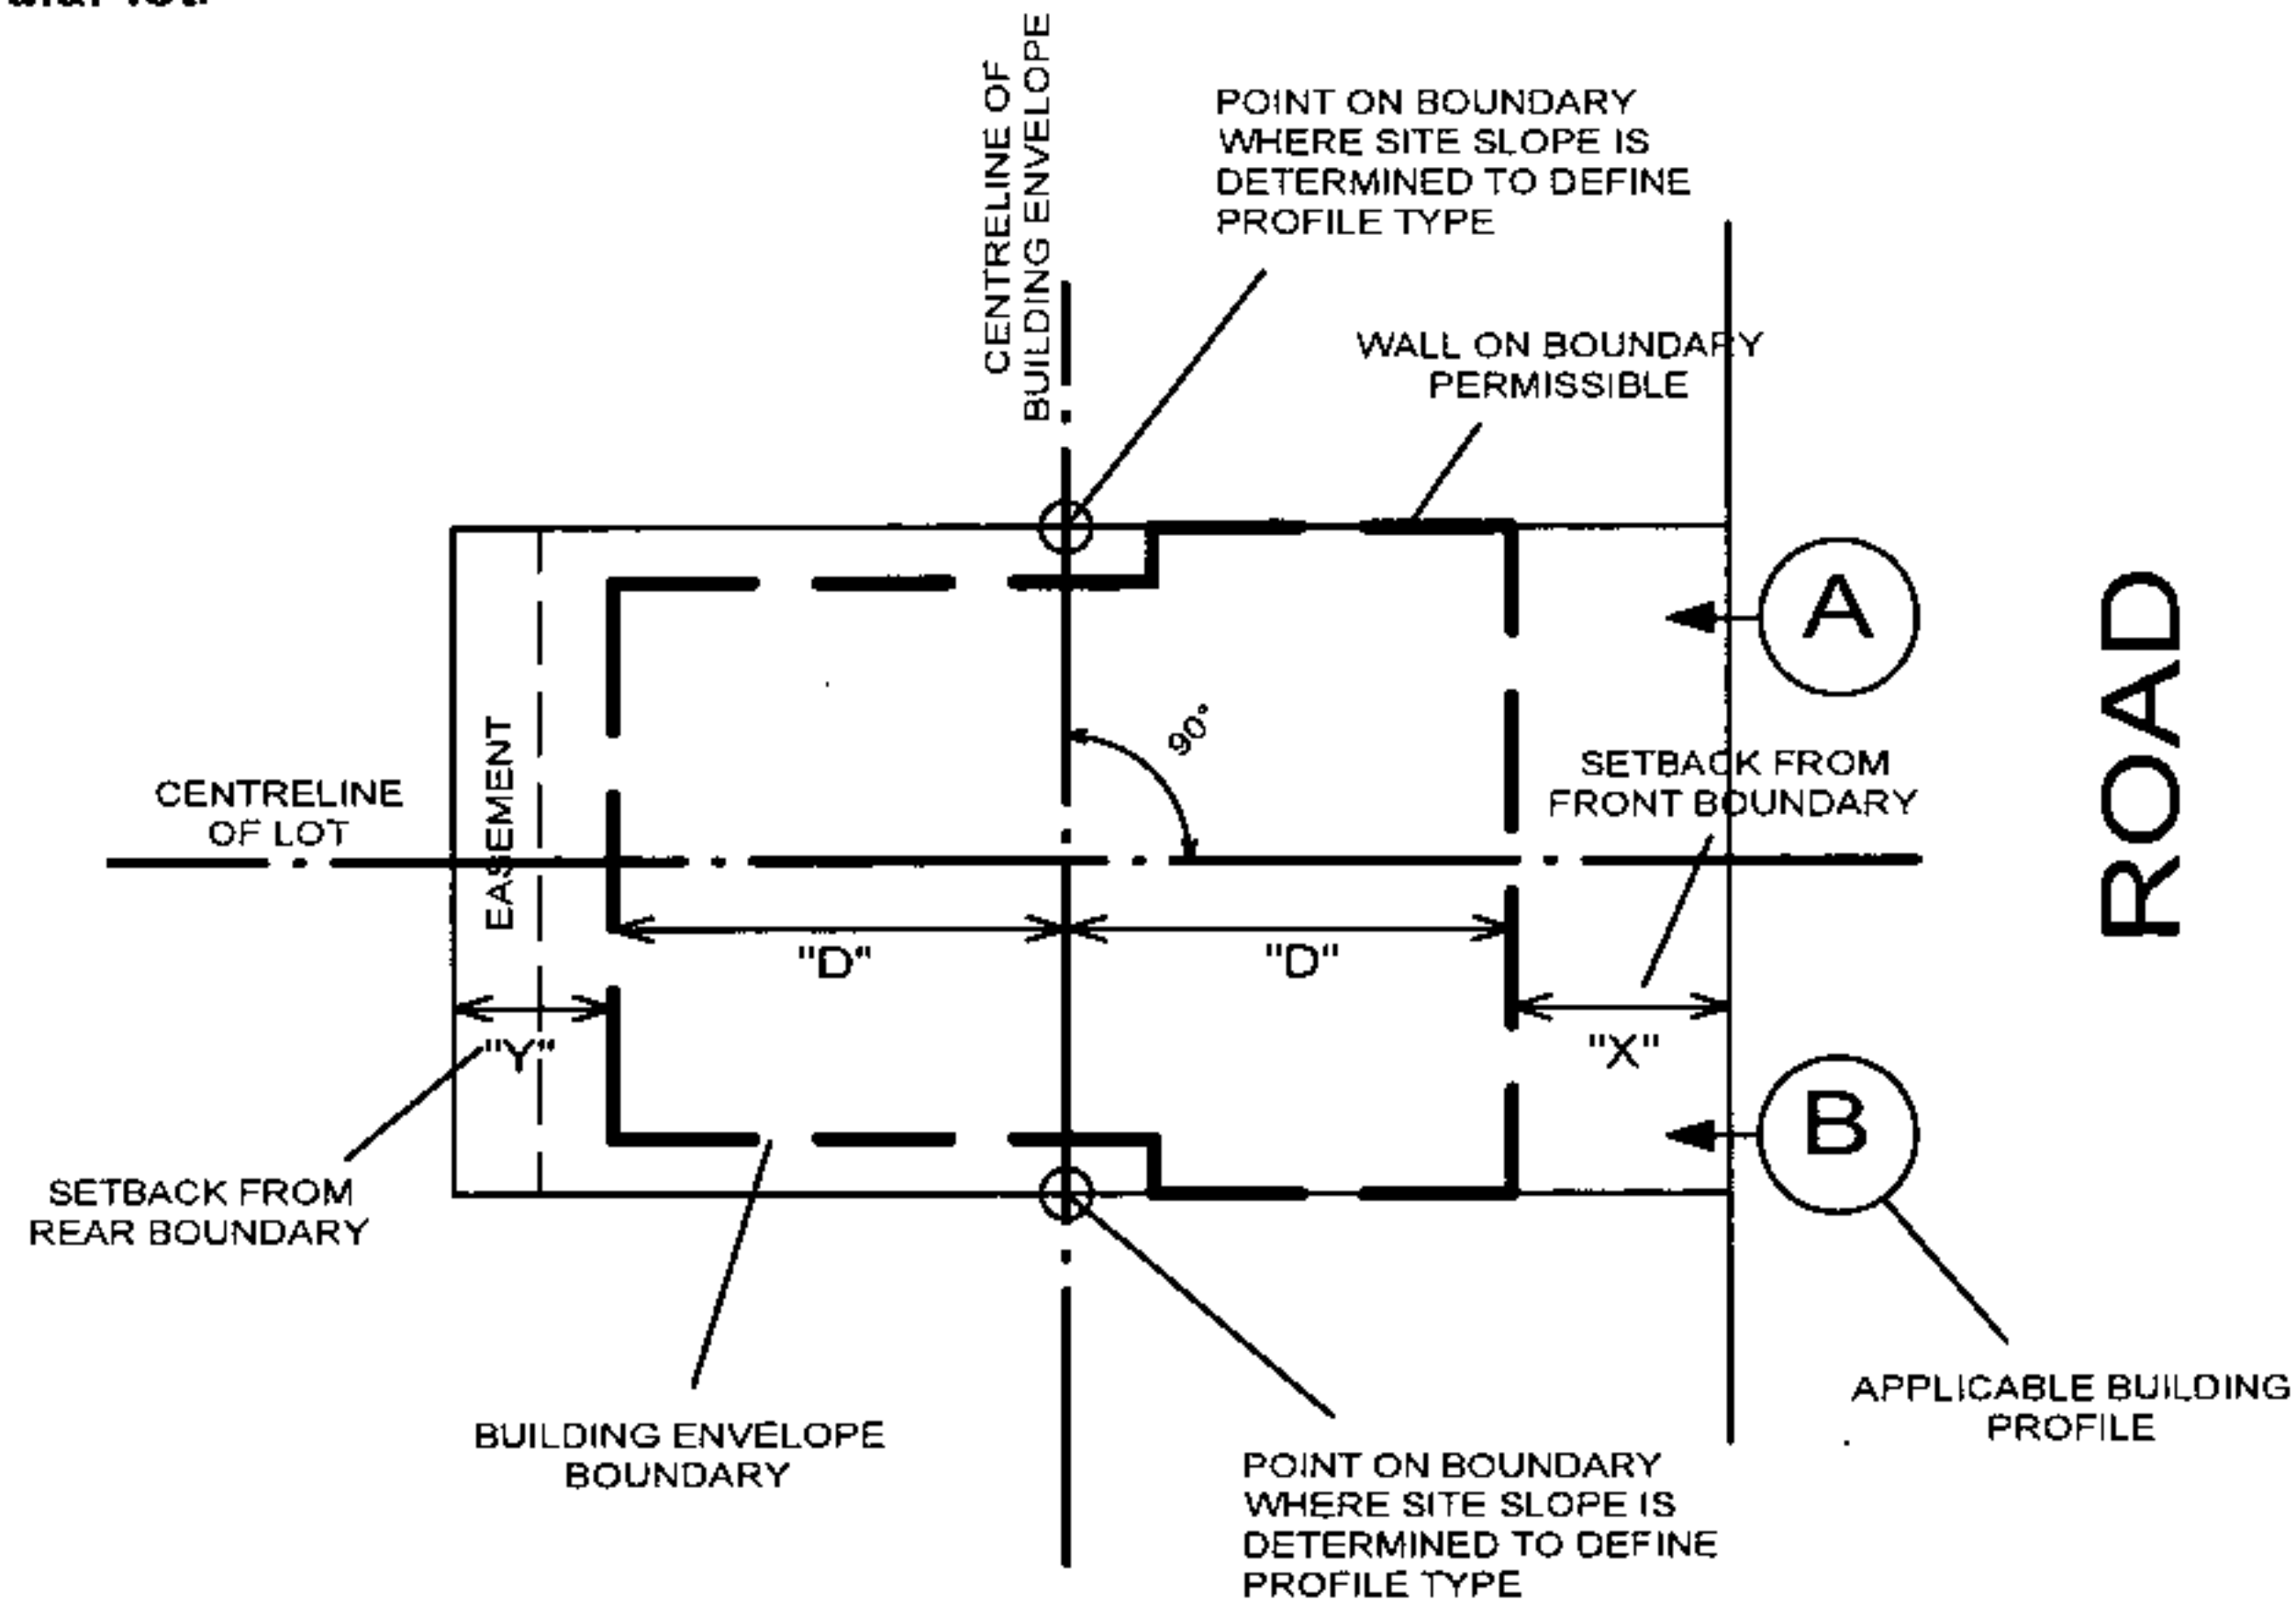 CENTRELINE OF
BUILDING ENVELOPE
POINT ON BOUNDARY
WHERE SITE SLOPE IS
DETERMINED TO DEFINE
PROFILE TYPE
WALL ON BOUNDARY
PERMISSIBLE
A
ROAD
90°
SETBACK FROM
FRONT BOUNDARY
CENTRELINE
OF LOT
EASEMENT
"D"
"D"
"Y"
"X"
B
SETBACK FROM
REAR BOUNDARY
BUILDING ENVELOPE
BOUNDARY
APPLICABLE BUILDING
PROFILE
POINT ON BOUNDARY
WHERE SITE SLOPE IS
DETERMINED TO DEFINE
PROFILE TYPE